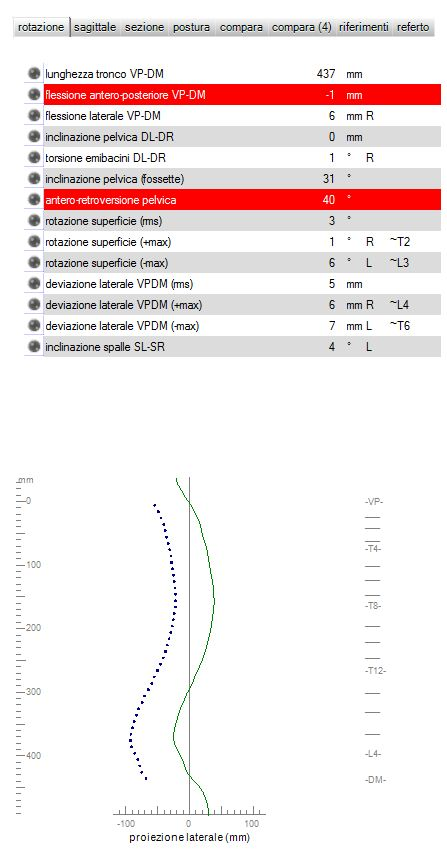 rotazione sagittale sezione postura compara compara (4) riferimenti referto
lunghezza tronco VP-DM 437 mm
flessione antero-posteriore VP-DM -1 mm
flessione laterale VP-DM 6 mm R
inclinazione pelvica DL-DR 0 mm
torsione emibacini DL-DR 1 ° R
inclinazione pelvica (fossette) 31 °
antero-retroversione pelvica 40 °
rotazione superficie (rms) 3 °
rotazione superficie (+max) 1 ° R ~T2
rotazione superficie (-max) 6 ° L ~L3
deviazione laterale VPDM (rms) 5 mm
deviazione laterale VPDM (+max) 6 mm R ~L4
deviazione laterale VPDM (-max) 7 mm L ~T6
inclinazione spalle SL-SR 4 ° L
mm
0 -VP-
-T4-
100
-T8-
200
-T12-
300
400 -L4-
-DM-
-100 0 100
proiezione laterale (mm)